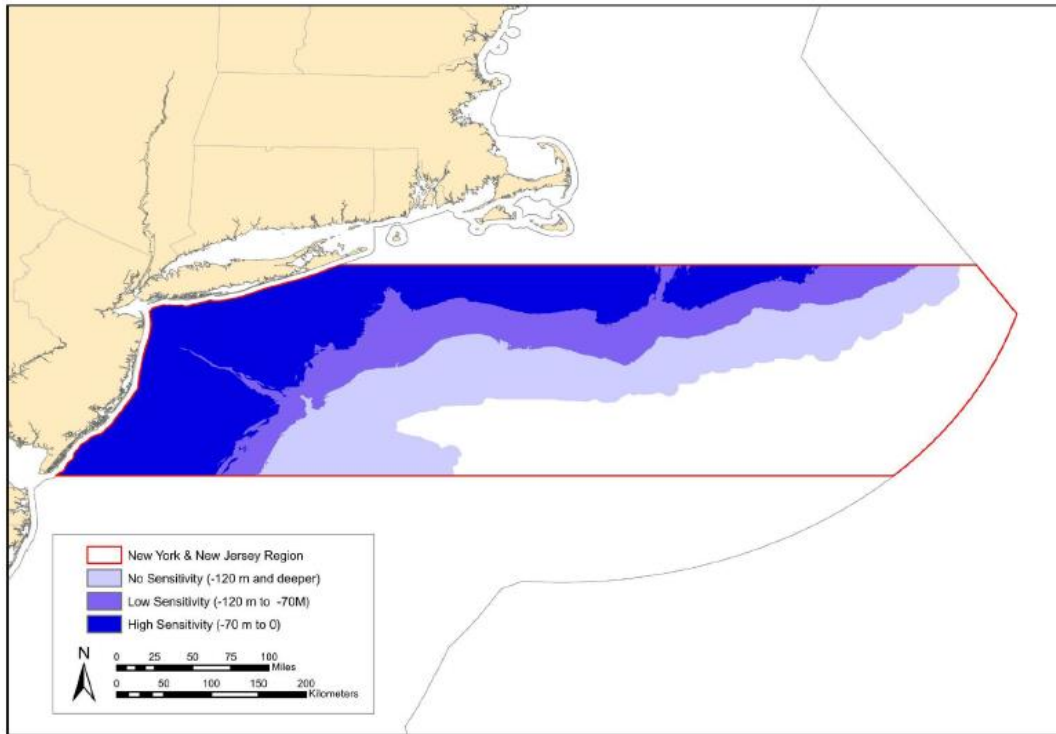 New York & New Jersey Region
No Sensitivity (-120 m and deeper)
Low Sensitivity (-120 m to -70M)
High Sensitivity (-70 m to 0)
N
0 25 50 75 100
Miles
0 50 100 150 200
Kilometers